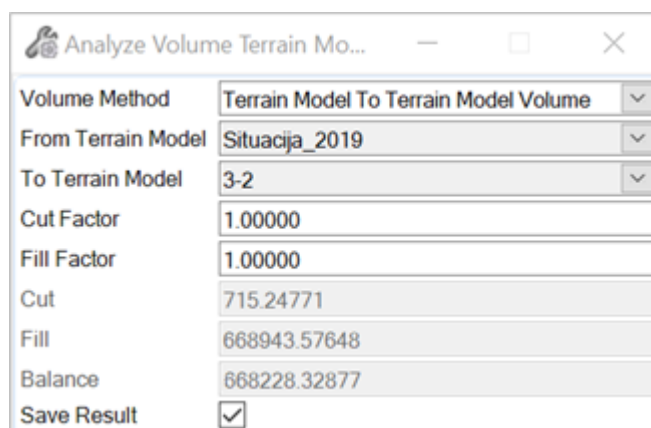 Analyze Volume Terrain Mo...
Volume Method Terrain Model To Terrain Model Volume
From Terrain Model Situacija_2019
To Terrain Model 3-2
Cut Factor 1.00000
Fill Factor 1.00000
Cut 715.24771
Fill 668943.57648
Balance 668228.32877
Save Result